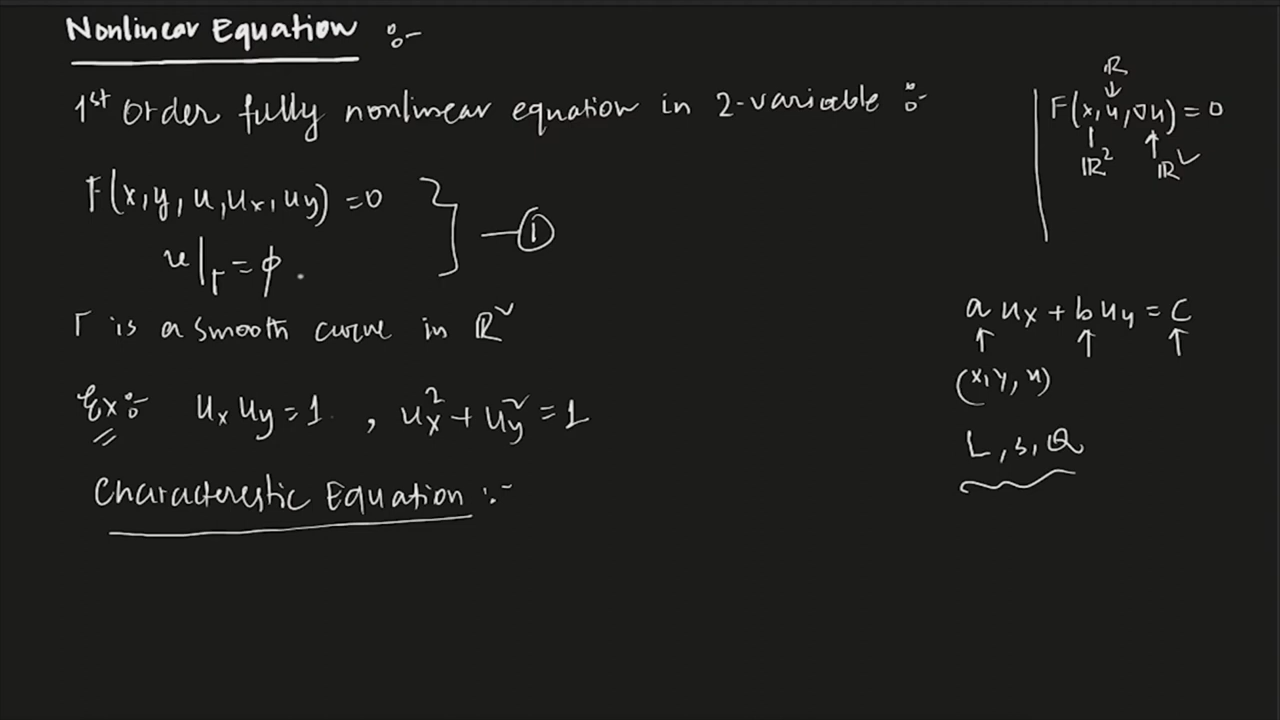 Nonlinear Equation :-
1st Order fully nonlinear equation in 2-variable :-
F(x, y, u, ux, uy) = 0
u|Γ = φ . — ①
Γ is a smooth curve in ℝ²
Ex:- ux uy = 1 , ux² + uy² = 1
Characterestic Equation :-
ℝ
↓
F(x, u, ∇u) = 0
ℝ² ↑ ℝ²
a ux + b uy = c
↑ ↑ ↑
(x, y, u)
L, S, Q